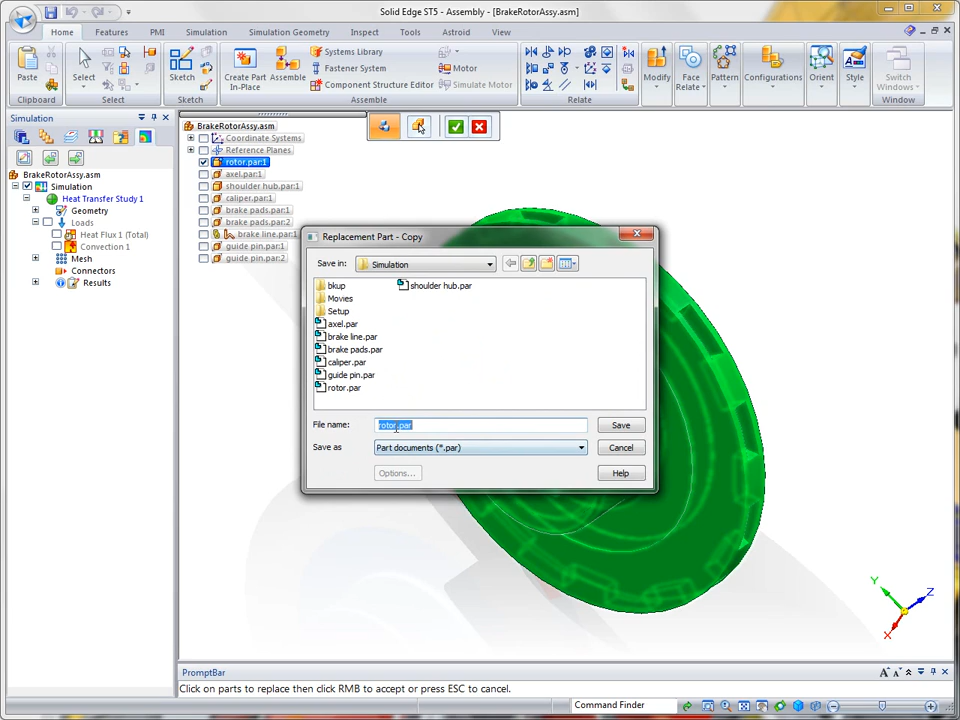 Solid Edge ST5 - Assembly - [BrakeRotorAssy.asm]
Home
Features
PMI
Simulation
Simulation Geometry
Inspect
Tools
Astroid
View
Paste
Select
Sketch
Create Part
In-Place
Assemble
Systems Library
Fastener System
Component Structure Editor
Motor
Simulate Motor
Modify
Face
Relate
Pattern
Configurations
Orient
Style
Switch
Windows
Clipboard
Select
Sketch
Assemble
Relate
Window
Simulation
BrakeRotorAssy.asm
Simulation
Heat Transfer Study 1
Geometry
Loads
Heat Flux 1 (Total)
Convection 1
Mesh
Connectors
Results
BrakeRotorAssy.asm
Coordinate Systems
Reference Planes
rotor.par:1
axel.par:1
shoulder hub.par:1
caliper.par:1
brake pads.par:1
brake pads.par:2
brake line.par:1
guide pin.par:1
guide pin.par:2
Replacement Part - Copy
Save in:
Simulation
bkup
Movies
Setup
axel.par
brake line.par
brake pads.par
caliper.par
guide pin.par
rotor.par
shoulder hub.par
File name:
rotor.par
Save
Save as
Part documents (*.par)
Cancel
Options...
Help
Y
Z
X
PromptBar
Click on parts to replace then click RMB to accept or press ESC to cancel.
Command Finder